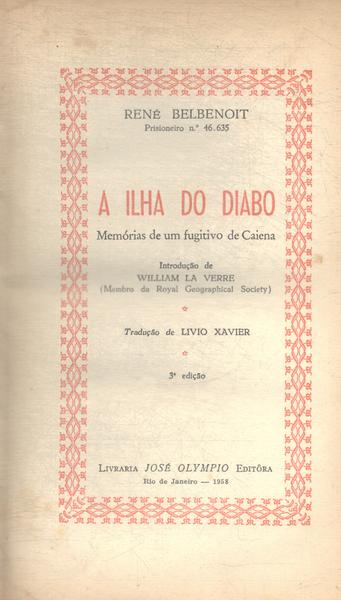 RENÉ BELBENOIT
Prisioneiro n.º 46.635
A ILHA DO DIABO
Memórias de um fugitivo de Caiena
Introdução de
WILLIAM LA VERRE
(Membro da Royal Geographical Society)
Tradução de LIVIO XAVIER
3ª edição
LIVRARIA JOSÉ OLYMPIO EDITÔRA
Rio de Janeiro — 1958